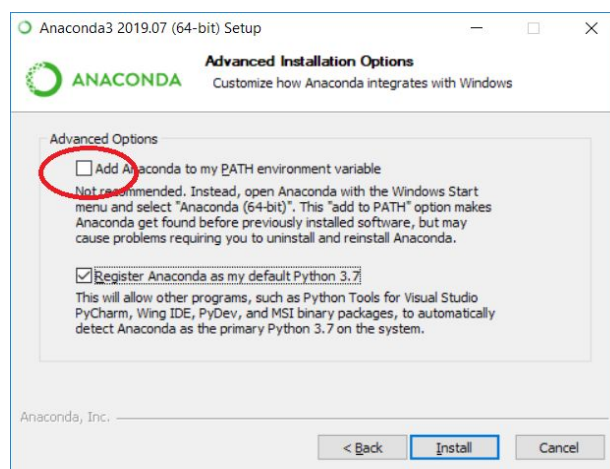 Anaconda3 2019.07 (64-bit) Setup
ANACONDA
Advanced Installation Options
Customize how Anaconda integrates with Windows
Advanced Options
Add Anaconda to my PATH environment variable
Not recommended. Instead, open Anaconda with the Windows Start
menu and select "Anaconda (64-bit)". This "add to PATH" option makes
Anaconda get found before previously installed software, but may
cause problems requiring you to uninstall and reinstall Anaconda.
Register Anaconda as my default Python 3.7
This will allow other programs, such as Python Tools for Visual Studio
PyCharm, Wing IDE, PyDev, and MSI binary packages, to automatically
detect Anaconda as the primary Python 3.7 on the system.
Anaconda, Inc.
< Back
Install
Cancel